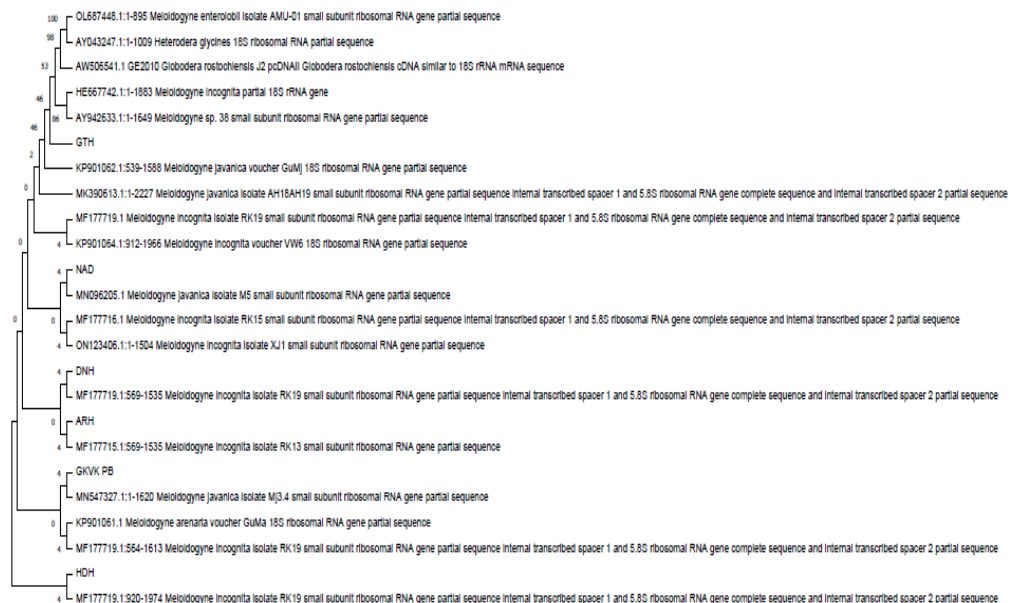 100
OL687448.1:1-895 Meloidogyne enterolobii isolate AMU-01 small subunit ribosomal RNA gene partial sequence
98
AY043247.1:1-1009 Heterodera glycines 18S ribosomal RNA partial sequence
53
AW506541.1 GE2010 Globodera rostochiensis J2 pcDNAII Globodera rostochiensis cDNA similar to 18S rRNA mRNA sequence
46
HE667742.1:1-1883 Meloidogyne incognita partial 18S rRNA gene
86
AY942633.1:1-1649 Meloidogyne sp. 38 small subunit ribosomal RNA gene partial sequence
46
GTH
2
KP901062.1:539-1588 Meloidogyne javanica voucher GuMj 18S ribosomal RNA gene partial sequence
0
MK390613.1:1-2227 Meloidogyne javanica isolate AH18AH19 small subunit ribosomal RNA gene partial sequence internal transcribed spacer 1 and 5.8S ribosomal RNA gene complete sequence and internal transcribed spacer 2 partial sequence
MF177719.1 Meloidogyne incognita isolate RK19 small subunit ribosomal RNA gene partial sequence internal transcribed spacer 1 and 5.8S ribosomal RNA gene complete sequence and internal transcribed spacer 2 partial sequence
0
4
KP901064.1:912-1966 Meloidogyne incognita voucher VW6 18S ribosomal RNA gene partial sequence
4
NAD
MN096205.1 Meloidogyne javanica isolate M5 small subunit ribosomal RNA gene partial sequence
0
0
MF177716.1 Meloidogyne incognita isolate RK15 small subunit ribosomal RNA gene partial sequence internal transcribed spacer 1 and 5.8S ribosomal RNA gene complete sequence and internal transcribed spacer 2 partial sequence
4
ON123406.1:1-1504 Meloidogyne incognita isolate XJ1 small subunit ribosomal RNA gene partial sequence
4
DNH
MF177719.1:569-1535 Meloidogyne incognita isolate RK19 small subunit ribosomal RNA gene partial sequence internal transcribed spacer 1 and 5.8S ribosomal RNA gene complete sequence and internal transcribed spacer 2 partial sequence
0
ARH
4
MF177715.1:569-1535 Meloidogyne incognita isolate RK13 small subunit ribosomal RNA gene partial sequence
4
GKVK PB
MN547327.1:1-1620 Meloidogyne javanica isolate Mj3.4 small subunit ribosomal RNA gene partial sequence
0
KP901061.1 Meloidogyne arenaria voucher GuMa 18S ribosomal RNA gene partial sequence
4
MF177719.1:564-1613 Meloidogyne incognita isolate RK19 small subunit ribosomal RNA gene partial sequence internal transcribed spacer 1 and 5.8S ribosomal RNA gene complete sequence and internal transcribed spacer 2 partial sequence
HDH
4
MF177719.1:920-1974 Meloidogyne incognita isolate RK19 small subunit ribosomal RNA gene partial sequence internal transcribed spacer 1 and 5.8S ribosomal RNA gene complete sequence and internal transcribed spacer 2 partial sequence